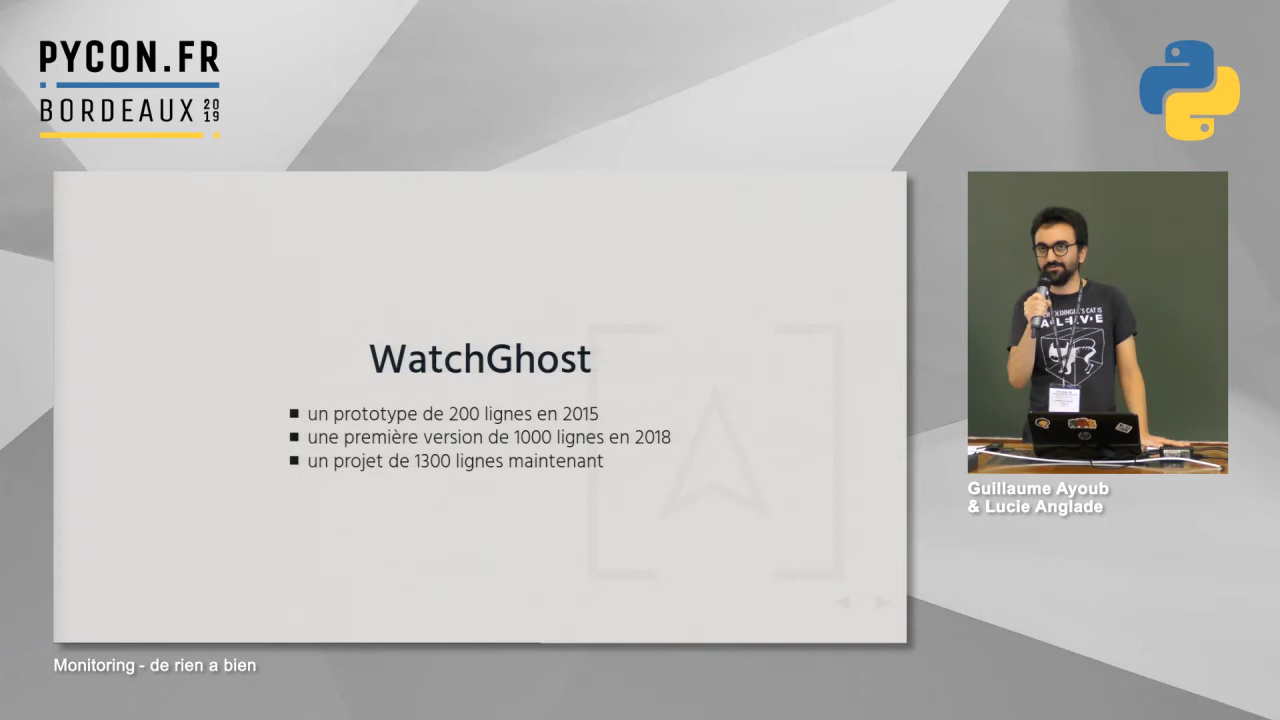 PYCON.FR
BORDEAUX 2019
WatchGhost
un prototype de 200 lignes en 2015
une première version de 1000 lignes en 2018
un projet de 1300 lignes maintenant
A·L·I·V·E
hp
Guillaume Ayoub
& Lucie Anglade
Monitoring - de rien a bien